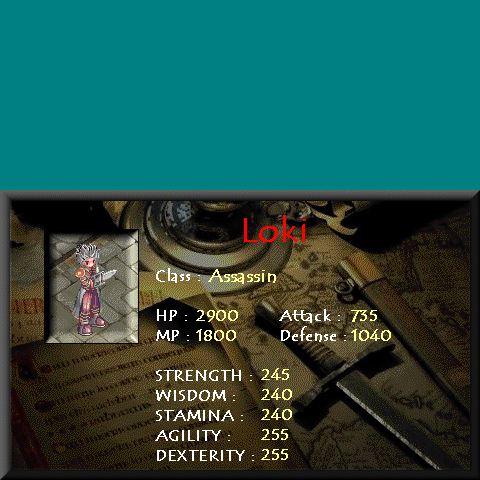 Loki
Class : Assassin
HP : 2900 Attack : 735
MP : 1800 Defense : 1040
STRENGTH : 245
WISDOM : 240
STAMINA : 240
AGILITY : 255
DEXTERITY : 255